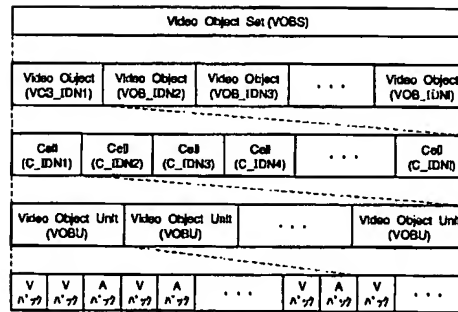 Video Object Set (VOBS)
Video Object Video Object Video Object ... Video Object
(VC3_IDN1) (VOB_IDN2) (VOB_IDN3) (VOB_IDNI)
Cell Cell Cell Cell ... Cell
(C_IDN1) (C_IDN2) (C_IDN3) (C_IDN4) (C_IDNI)
Video Object Unit Video Object Unit ... Video Object Unit
(VOBU) (VOBU) (VOBU)
V V A V A ... V A V ...
パック パック パック パック パック パック パック パック